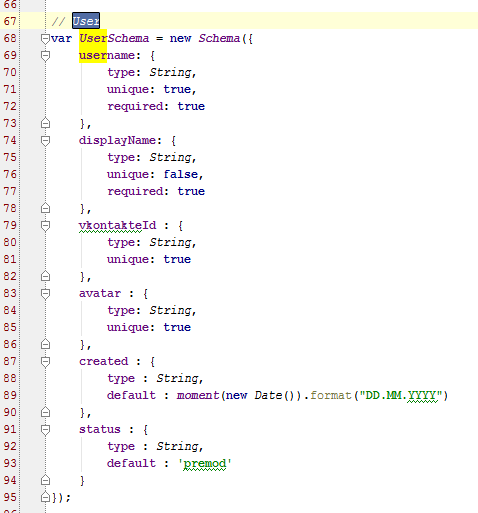 66
67 // User
68 var UserSchema = new Schema({
69 username: {
70 type: String,
71 unique: true,
72 required: true
73 },
74 displayName: {
75 type: String,
76 unique: false,
77 required: true
78 },
79 vkontakteId : {
80 type: String,
81 unique: true
82 },
83 avatar : {
84 type: String,
85 unique: true
86 },
87 created : {
88 type : String,
89 default : moment(new Date()).format("DD.MM.YYYY")
90 },
91 status : {
92 type : String,
93 default : 'premod'
94 }
95 });